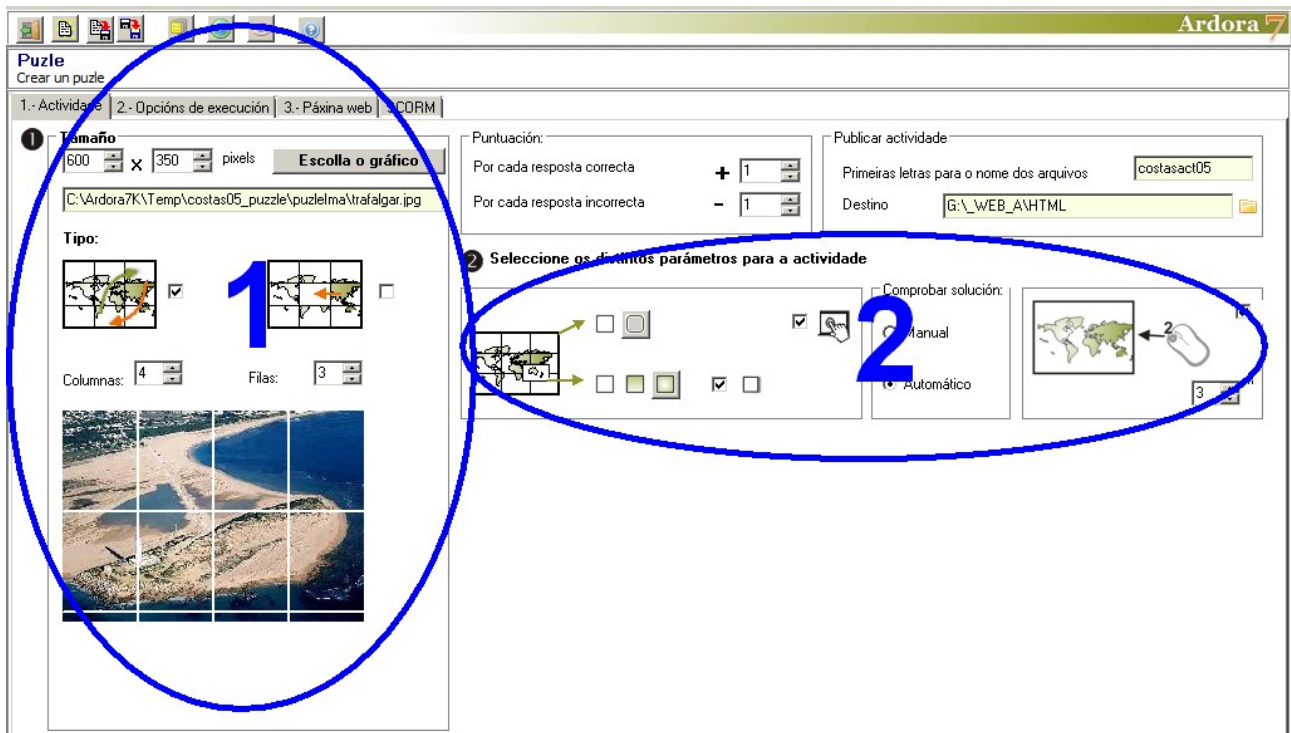 Ardora 7
Puzle
Crear un puzle
1.- Actividade
2.- Opcións de execución
3.- Páxina web
SCORM
1
Tamaño
600 x 350 pixels
Escolla o gráfico
C:\Ardora7K\Temp\costas05_puzzle\puzleIma\trafalgar.jpg
Tipo:
1
Columnas: 4
Filas: 3
Puntuación:
Por cada resposta correcta + 1
Por cada resposta incorrecta - 1
Publicar actividade
Primeiras letras para o nome dos arquivos costasact05
Destino G:\_WEB_A\HTML
2 Seleccione os distintos parámetros para a actividade
Comprobar solución:
Manual
Automático
2
2
3 "